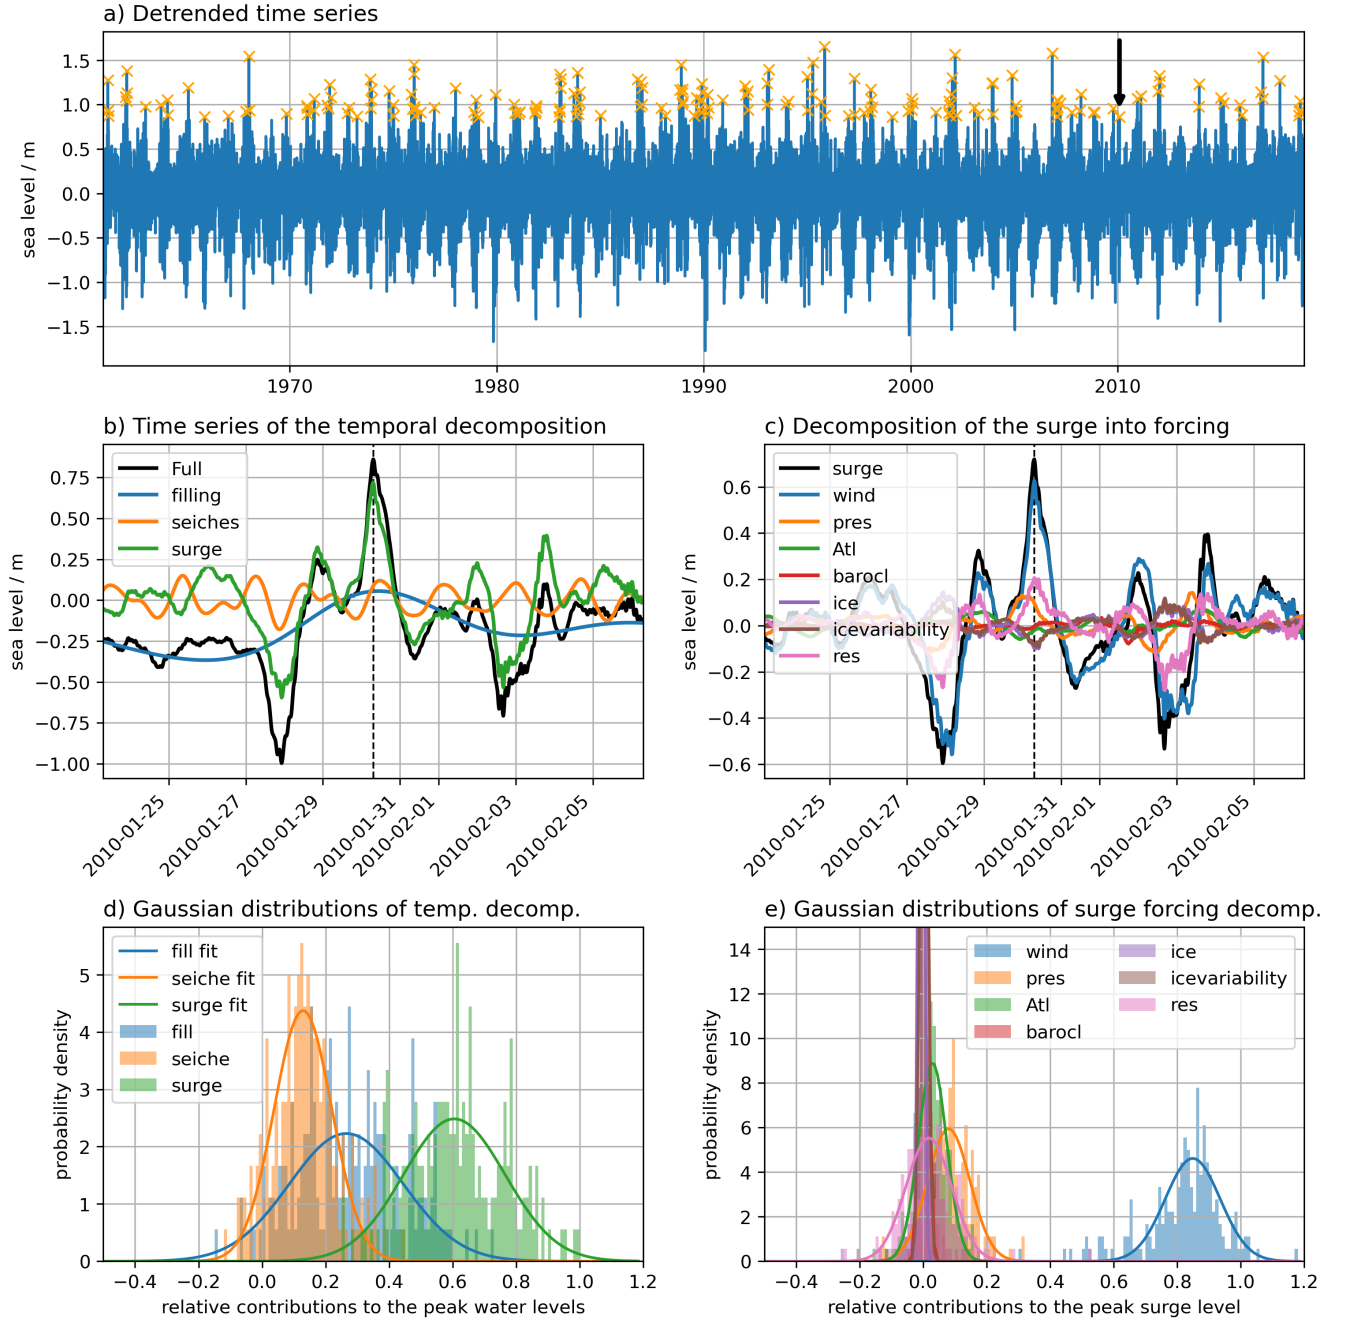 a) Detrended time series
sea level / m
1.5
1.0
0.5
0.0
−0.5
−1.0
−1.5
1970
1980
1990
2000
2010
b) Time series of the temporal decomposition
sea level / m
0.75
0.50
0.25
0.00
−0.25
−0.50
−0.75
−1.00
Full
filling
seiches
surge
2010-01-25
2010-01-27
2010-01-29
2010-01-31
2010-02-01
2010-02-03
2010-02-05
c) Decomposition of the surge into forcing
sea level / m
0.6
0.4
0.2
0.0
−0.2
−0.4
−0.6
surge
wind
pres
Atl
barocl
ice
icevariability
res
2010-01-25
2010-01-27
2010-01-29
2010-01-31
2010-02-01
2010-02-03
2010-02-05
d) Gaussian distributions of temp. decomp.
probability density
5
4
3
2
1
0
fill fit
seiche fit
surge fit
fill
seiche
surge
−0.4
−0.2
0.0
0.2
0.4
0.6
0.8
1.0
1.2
relative contributions to the peak water levels
e) Gaussian distributions of surge forcing decomp.
probability density
14
12
10
8
6
4
2
0
wind
pres
Atl
barocl
ice
icevariability
res
−0.4
−0.2
0.0
0.2
0.4
0.6
0.8
1.0
1.2
relative contributions to the peak surge level